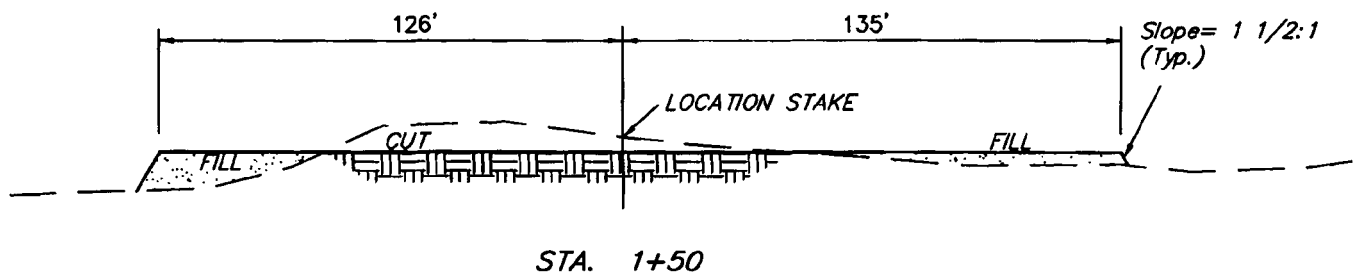 126'
135'
Slope= 1 1/2:1
(Typ.)
LOCATION STAKE
CUT
FILL
FILL
STA. 1+50